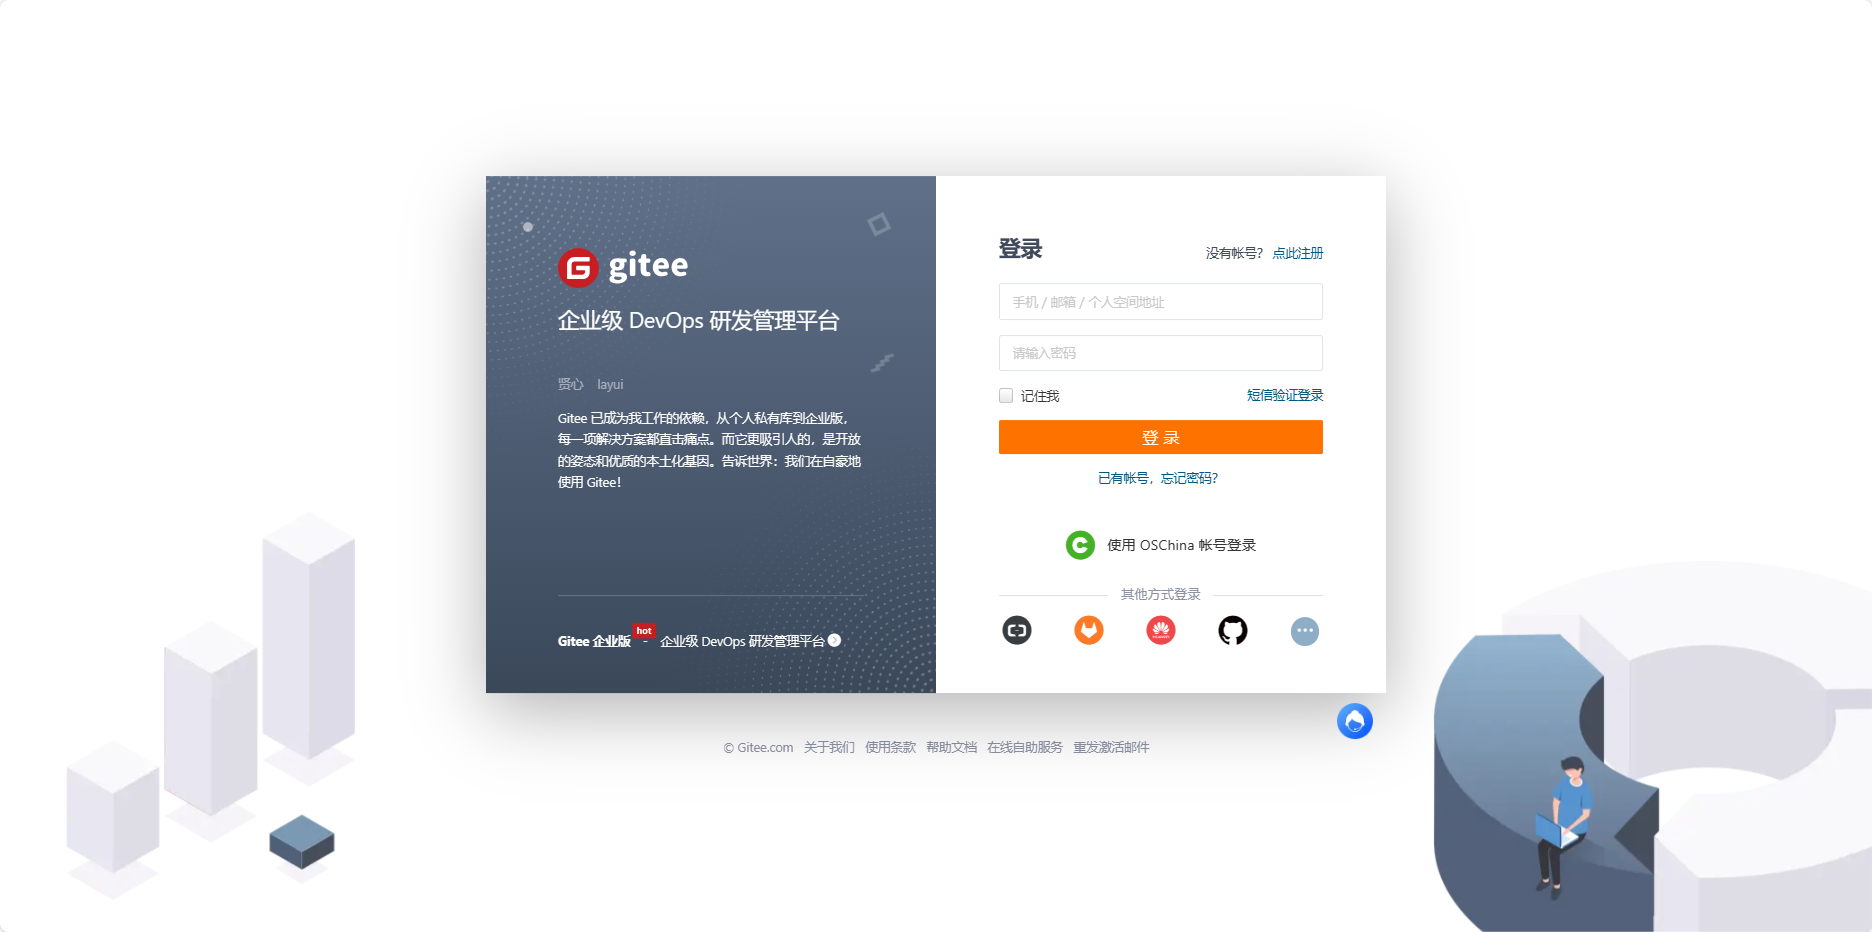 gitee
企业级 DevOps 研发管理平台
贤心 layui
Gitee 已成为我工作的依赖，从个人私有库到企业版，
每一项解决方案都直击痛点。而它更吸引人的，是开放
的姿态和优质的本土化基因。告诉世界：我们在自豪地
使用 Gitee！
Gitee 企业版 hot - 企业级 DevOps 研发管理平台
登录
没有帐号？ 点此注册
手机 / 邮箱 / 个人空间地址
请输入密码
记住我 短信验证登录
登 录
已有帐号，忘记密码？
使用 OSChina 帐号登录
其他方式登录
© Gitee.com 关于我们 使用条款 帮助文档 在线自助服务 重发激活邮件